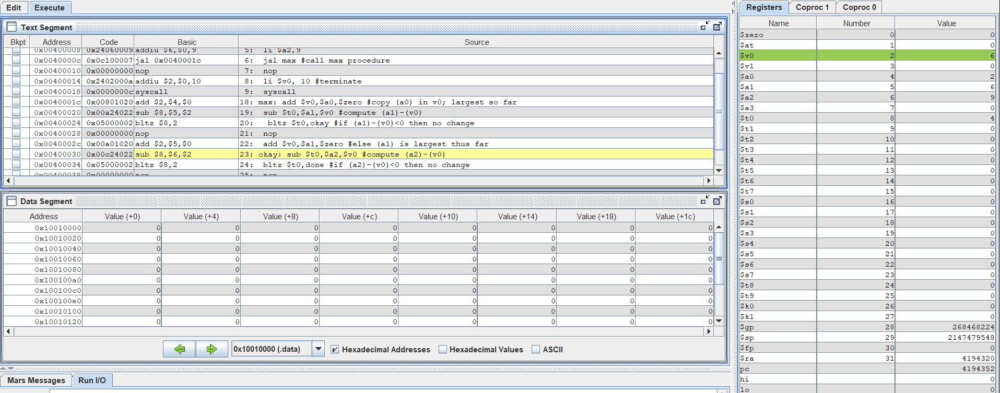 Edit Execute
Text Segment
Bkpt Address Code Basic Source
0x00400008 0x24060009 addiu $6,$0,9 5: li $a2,9
0x0040000c 0x0c100007 jal 0x0040001c 6: jal max #call max procedure
0x00400010 0x00000000 nop 7: nop
0x00400014 0x2402000a addiu $2,$0,10 8: li $v0, 10 #terminate
0x00400018 0x0000000c syscall 9: syscall
0x0040001c 0x00801020 add $2,$4,$0 18: max: add $v0,$a0,$zero #copy (a0) in v0; largest so far
0x00400020 0x00a24022 sub $8,$5,$2 19: sub $t0,$a1,$v0 #compute (a1)-(v0)
0x00400024 0x05000002 bltz $8,2 20: bltz $t0,okay #if (a1)-(v0)<0 then no change
0x00400028 0x00000000 nop 21: nop
0x0040002c 0x00a01020 add $2,$5,$0 22: add $v0,$a1,$zero #else (a1) is largest thus far
0x00400030 0x00c24022 sub $8,$6,$2 23: okay: sub $t0,$a2,$v0 #compute (a2)-(v0)
0x00400034 0x05000002 bltz $8,2 24: bltz $t0,done #if (a2)-(v0)<0 then no change
0x00400038 0x00000000 nop 25: nop
Data Segment
Address Value (+0) Value (+4) Value (+8) Value (+c) Value (+10) Value (+14) Value (+18) Value (+1c)
0x10010000 0 0 0 0 0 0 0 0
0x10010020 0 0 0 0 0 0 0 0
0x10010040 0 0 0 0 0 0 0 0
0x10010060 0 0 0 0 0 0 0 0
0x10010080 0 0 0 0 0 0 0 0
0x100100a0 0 0 0 0 0 0 0 0
0x100100c0 0 0 0 0 0 0 0 0
0x100100e0 0 0 0 0 0 0 0 0
0x10010100 0 0 0 0 0 0 0 0
0x10010120 0 0 0 0 0 0 0 0
0x10010000 (.data) Hexadecimal Addresses Hexadecimal Values ASCII
Mars Messages Run I/O
Registers Coproc 1 Coproc 0
Name Number Value
$zero 0 0
$at 1 0
$v0 2 6
$v1 3 0
$a0 4 2
$a1 5 6
$a2 6 9
$a3 7 0
$t0 8 4
$t1 9 0
$t2 10 0
$t3 11 0
$t4 12 0
$t5 13 0
$t6 14 0
$t7 15 0
$s0 16 0
$s1 17 0
$s2 18 0
$s3 19 0
$s4 20 0
$s5 21 0
$s6 22 0
$s7 23 0
$t8 24 0
$t9 25 0
$k0 26 0
$k1 27 0
$gp 28 268468224
$sp 29 2147479548
$fp 30 0
$ra 31 4194320
pc 4194352
hi 0
lo 0